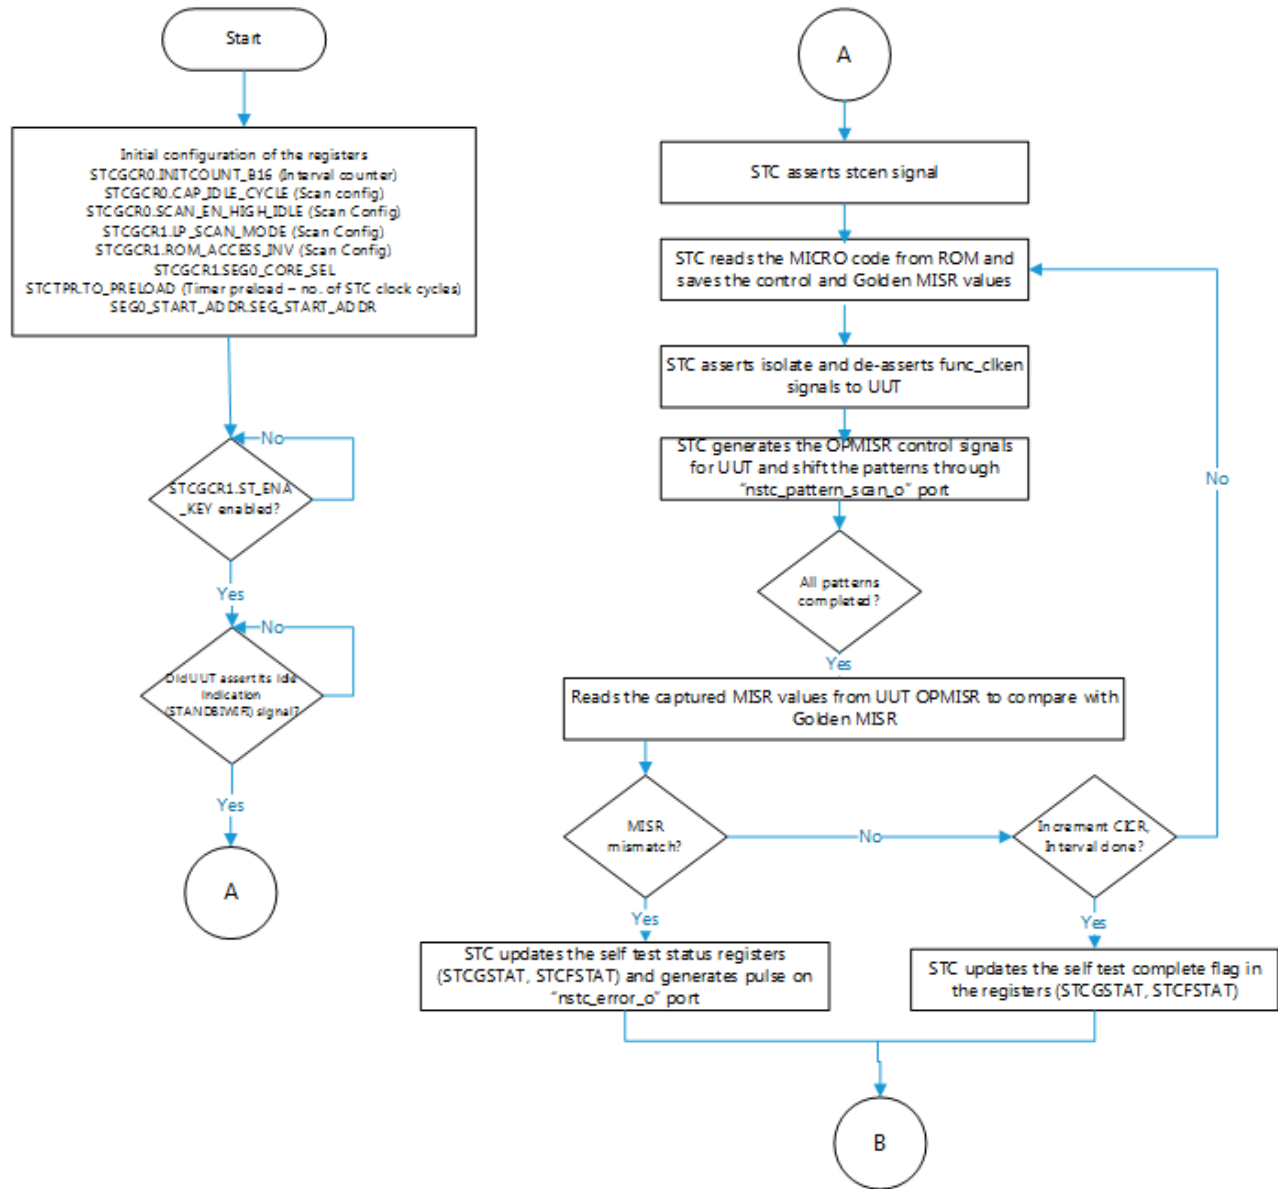 Start
Initial configuration of the registers
STCGCR0.INITCOUNT_B16 (Interval counter)
STCGCR0.CAP_IDLE_CYCLE (Scan config)
STCGCR0.SCAN_EN_HIGH_IDLE (Scan Config)
STCGCR1.LP_SCAN_MODE (Scan Config)
STCGCR1.ROM_ACCESS_INV (Scan Config)
STCGCR1.SEG0_CORE_SEL
STCTPR.TO_PRELOAD (Timer preload – no. of STC clock cycles)
SEG0_START_ADDR.SEG_START_ADDR
No
STCGCR1.ST_ENA
_KEY enabled?
Yes
No
Did UUT assert its idle
indication
(STANDBIWIFI) signal?
Yes
A
A
STC asserts stcen signal
STC reads the MICRO code from ROM and
saves the control and Golden MISR values
STC asserts isolate and de-asserts func_clken
signals to UUT
STC generates the OPMISR control signals
for UUT and shift the patterns through
“nstc_pattern_scan_o” port
No
All patterns
completed?
Yes
Reads the captured MISR values from UUT OPMISR to compare with
Golden MISR
MISR
mismatch?
No
Increment CICR,
Interval done?
Yes
Yes
STC updates the self test status registers
(STCGSTAT, STCFSTAT) and generates pulse on
“nstc_error_o” port
STC updates the self test complete flag in
the registers (STCGSTAT, STCFSTAT)
B